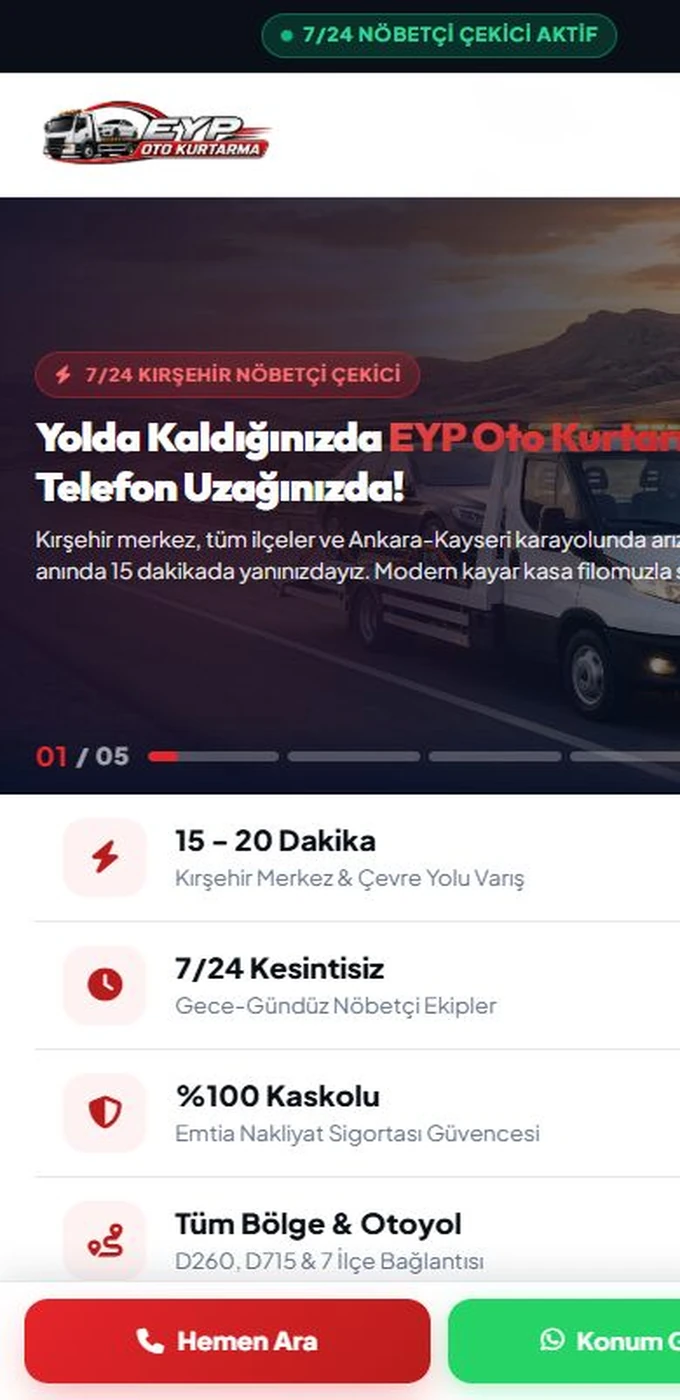 7/24 NÖBETÇİ ÇEKİCİ AKTİF
EYP
OTO KURTARMA
7/24 KIRŞEHİR NÖBETÇİ ÇEKİCİ
Yolda Kaldığınızda EYP Oto Kurtar
Telefon Uzağınızda!
Kırşehir merkez, tüm ilçeler ve Ankara-Kayseri karayolunda arız
anında 15 dakikada yanınızdayız. Modern kayar kasa filomuzla s
01 / 05
15 – 20 Dakika
Kırşehir Merkez & Çevre Yolu Varış
7/24 Kesintisiz
Gece-Gündüz Nöbetçi Ekipler
%100 Kaskolu
Emtia Nakliyat Sigortası Güvencesi
Tüm Bölge & Otoyol
D260, D715 & 7 İlçe Bağlantısı
Hemen Ara
Konum G